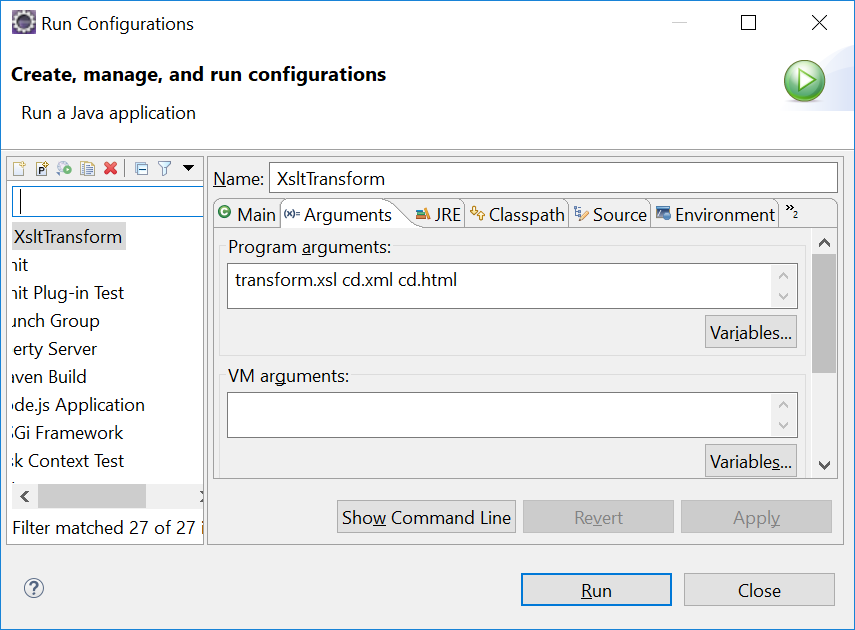 Run Configurations
Create, manage, and run configurations
Run a Java application
Name: XsltTransform
XsltTransform
nit
nit Plug-in Test
unch Group
erty Server
aven Build
de.js Application
Gi Framework
sk Context Test
Filter matched 27 of 27 i
Main (x)= Arguments JRE Classpath Source Environment »2
Program arguments:
transform.xsl cd.xml cd.html
Variables...
VM arguments:
Variables...
Show Command Line Revert Apply
Run Close